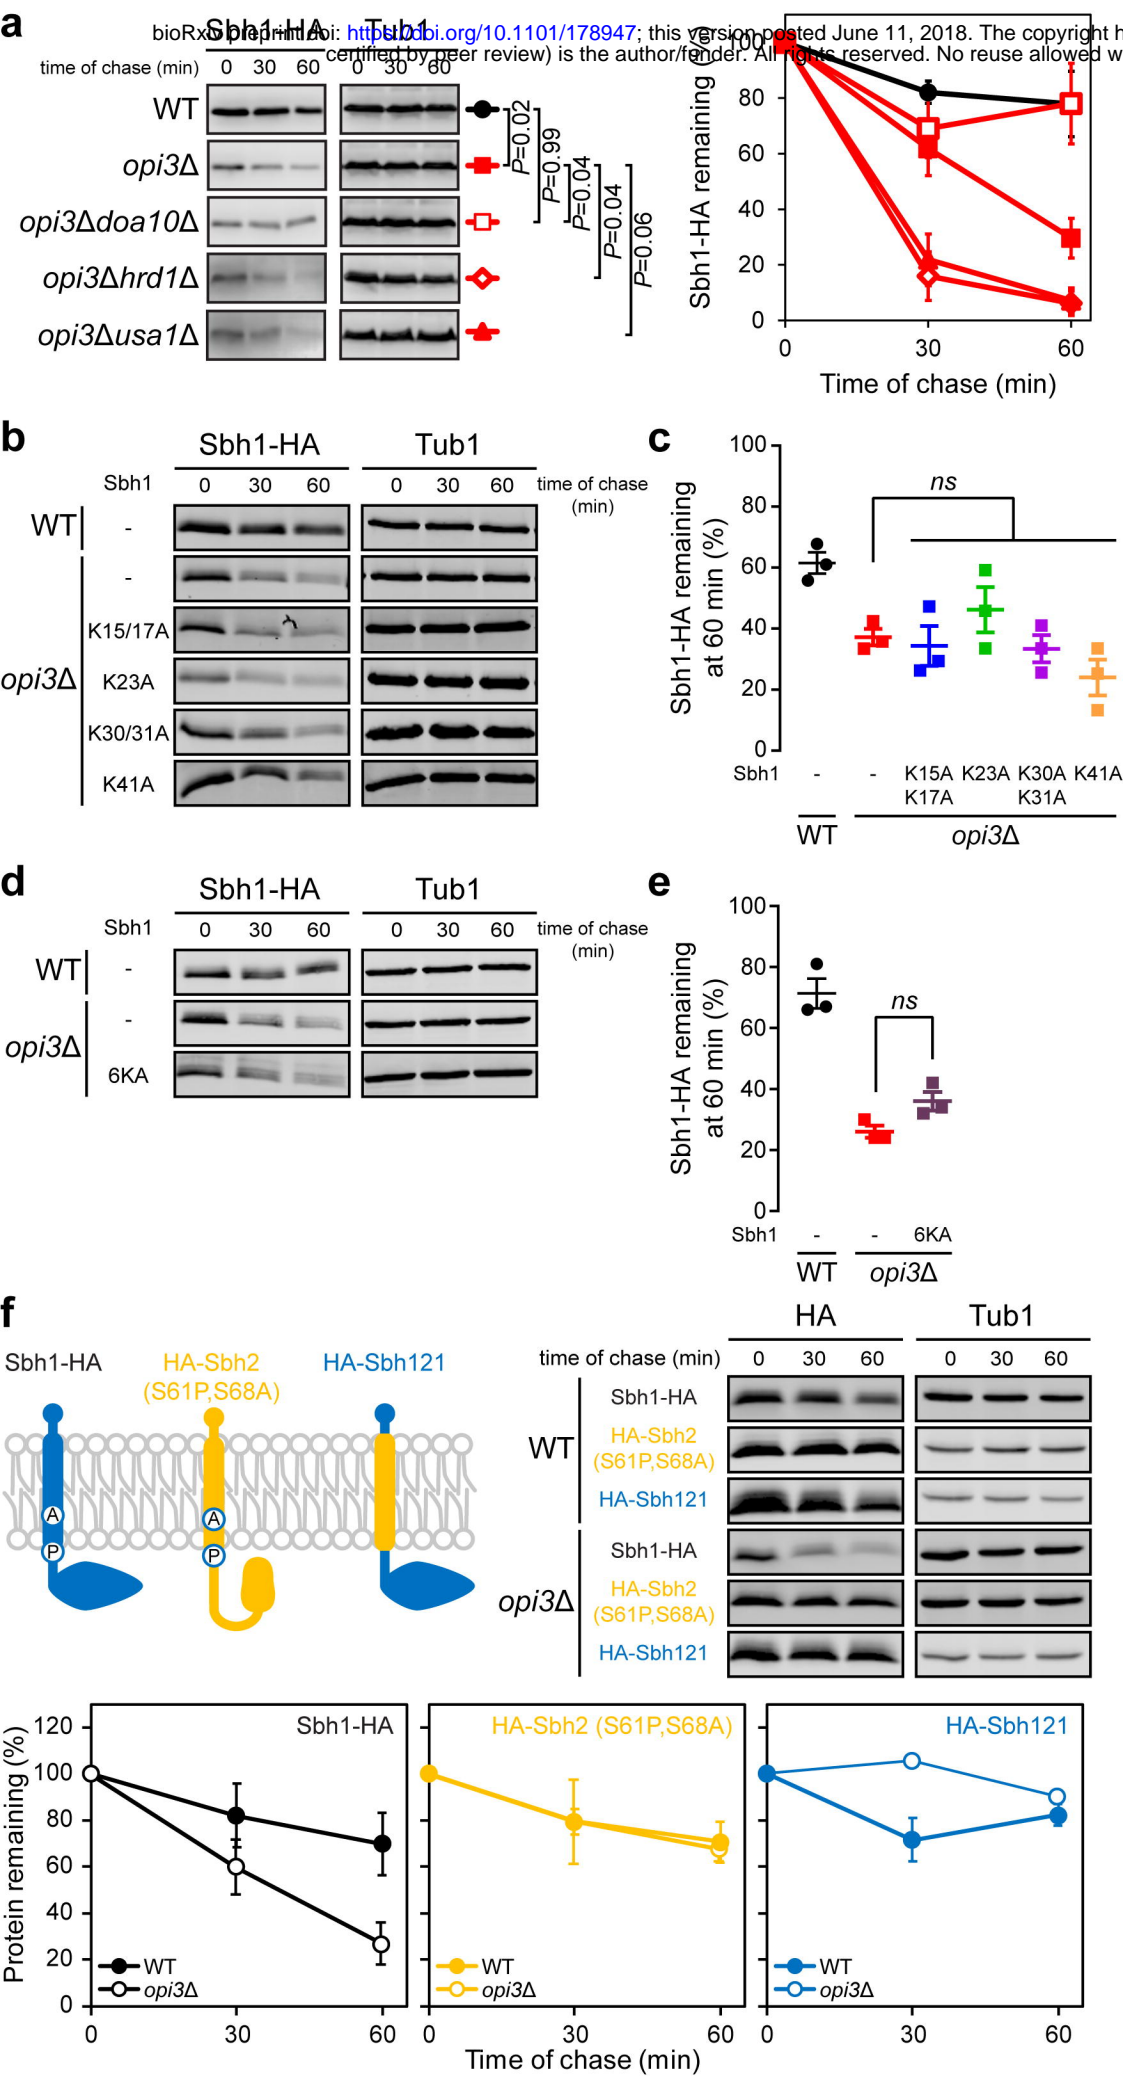 a
Sbh1-HA Tub1
bioRxiv preprint doi: https://doi.org/10.1101/178947; this version posted June 11, 2018. The copyright h
certified by peer review) is the author/funder. All rights reserved. No reuse allowed w
time of chase (min) 0 30 60 0 30 60
WT
opi3Δ
opi3Δdoa10Δ
opi3Δhrd1Δ
opi3Δusa1Δ
P=0.02
P=0.99
P=0.04
P=0.04
P=0.06
Sbh1-HA remaining (%)
100
80
60
40
20
0
0 30 60
Time of chase (min)
b
Sbh1-HA Tub1
Sbh1 0 30 60 0 30 60 time of chase
(min)
WT -
opi3Δ
-
K15/17A
K23A
K30/31A
K41A
c
Sbh1-HA remaining
at 60 min (%)
100
80
60
40
20
0
ns
Sbh1 - - K15A K23A K30A K41A
K17A K31A
WT opi3Δ
d
Sbh1-HA Tub1
Sbh1 0 30 60 0 30 60 time of chase
(min)
WT -
opi3Δ
-
6KA
e
Sbh1-HA remaining
at 60 min (%)
100
80
60
40
20
0
ns
Sbh1 - - 6KA
WT opi3Δ
f
Sbh1-HA HA-Sbh2 HA-Sbh121
(S61P,S68A)
A
P
A
P
HA Tub1
time of chase (min) 0 30 60 0 30 60
WT
Sbh1-HA
HA-Sbh2
(S61P,S68A)
HA-Sbh121
opi3Δ
Sbh1-HA
HA-Sbh2
(S61P,S68A)
HA-Sbh121
Protein remaining (%)
120
100
80
60
40
20
0
Sbh1-HA
WT
opi3Δ
0 30 60
HA-Sbh2 (S61P,S68A)
WT
opi3Δ
0 30 60
HA-Sbh121
WT
opi3Δ
0 30 60
Time of chase (min)